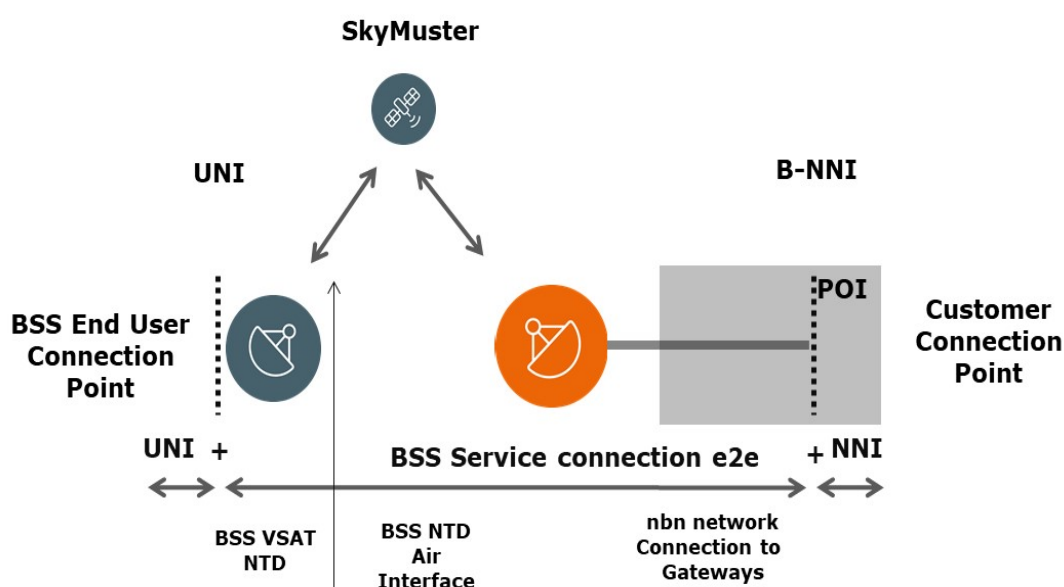 SkyMuster
UNI
B-NNI
POI
BSS End User
Connection
Point
Customer
Connection
Point
UNI +
BSS Service connection e2e
+ NNI
BSS VSAT
NTD
BSS NTD
Air
Interface
nbn network
Connection to
Gateways